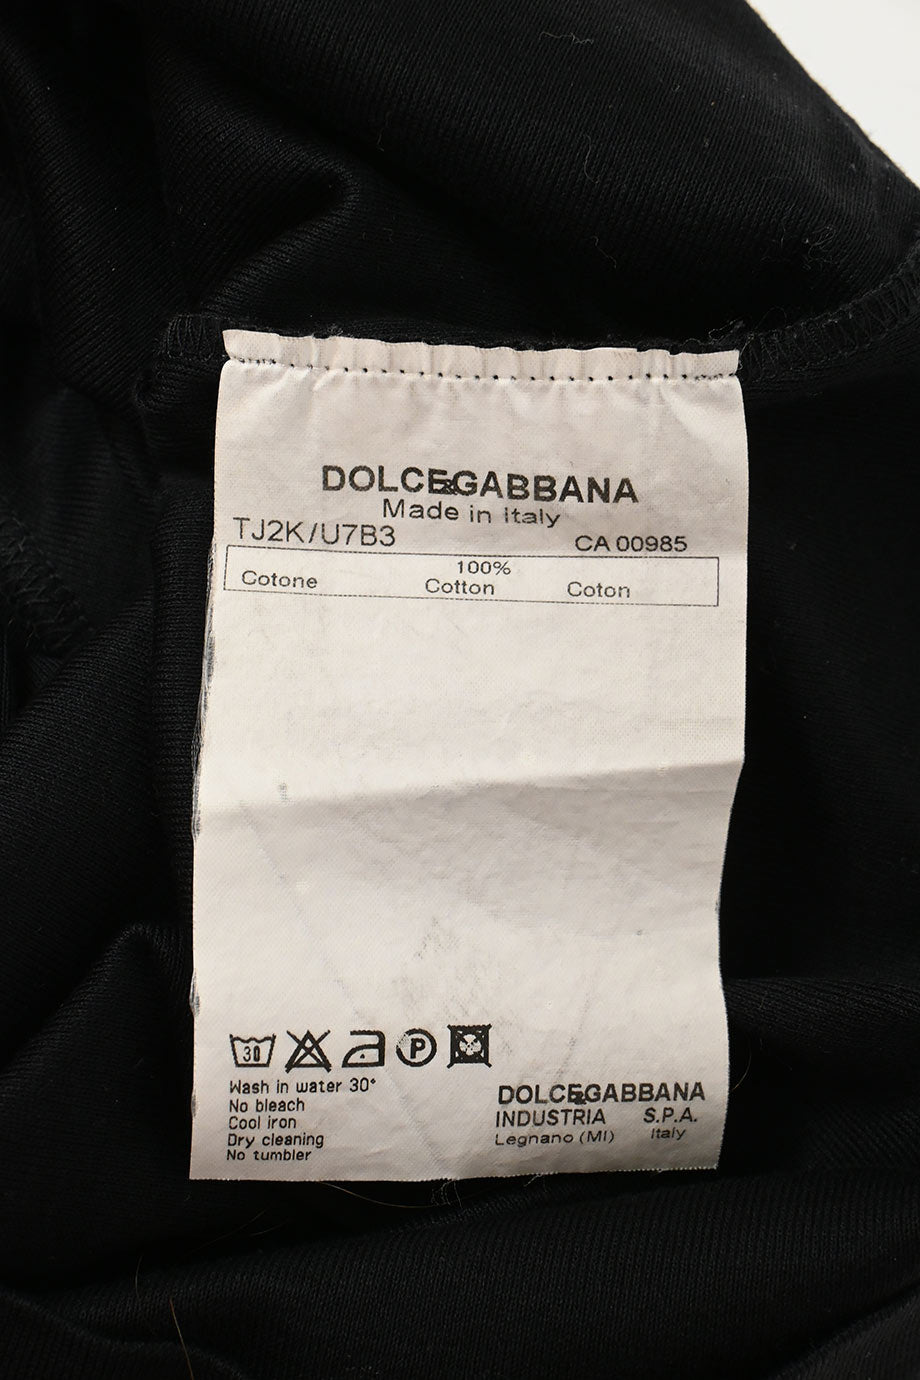 DOLCE&GABBANA
Made in Italy
TJ2K/U7B3 CA 00985
100%
Cotone Cotton Coton
30 P
Wash in water 30°
No bleach
Cool iron
Dry cleaning
No tumbler
DOLCE&GABBANA
INDUSTRIA S.P.A.
Legnano (MI) Italy